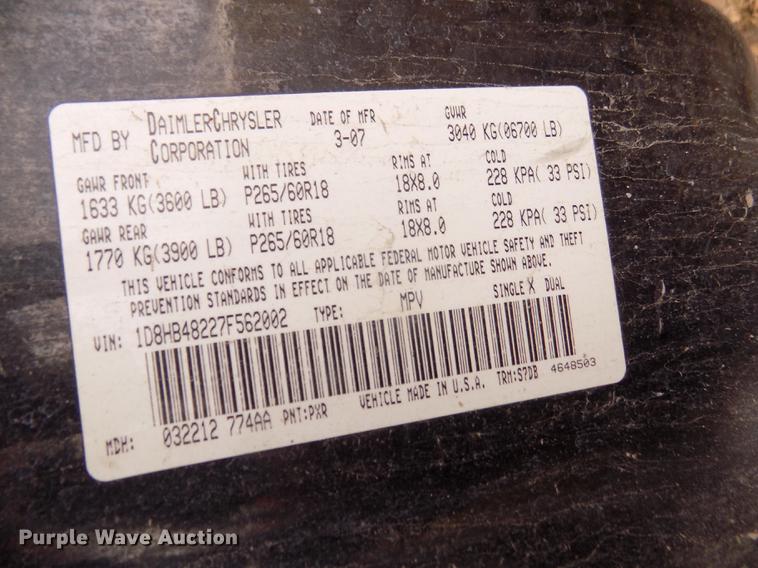 MFD BY DAIMLERCHRYSLER CORPORATION DATE OF MFR 3-07 GVWR 3040 KG(06700 LB)
GAWR FRONT WITH TIRES RIMS AT COLD
1633 KG(3600 LB) P265/60R18 18X8.0 228 KPA( 33 PSI)
GAWR REAR WITH TIRES RIMS AT COLD
1770 KG(3900 LB) P265/60R18 18X8.0 228 KPA( 33 PSI)
THIS VEHICLE CONFORMS TO ALL APPLICABLE FEDERAL MOTOR VEHICLE SAFETY AND THEFT
PREVENTION STANDARDS IN EFFECT ON THE DATE OF MANUFACTURE SHOWN ABOVE.
VIN: 1D8HB48227F562002 TYPE: MPV SINGLE X DUAL
MDH: 032212 774AA PNT:PXR VEHICLE MADE IN U.S.A. TRM:S7DB 4648503
Purple Wave Auction